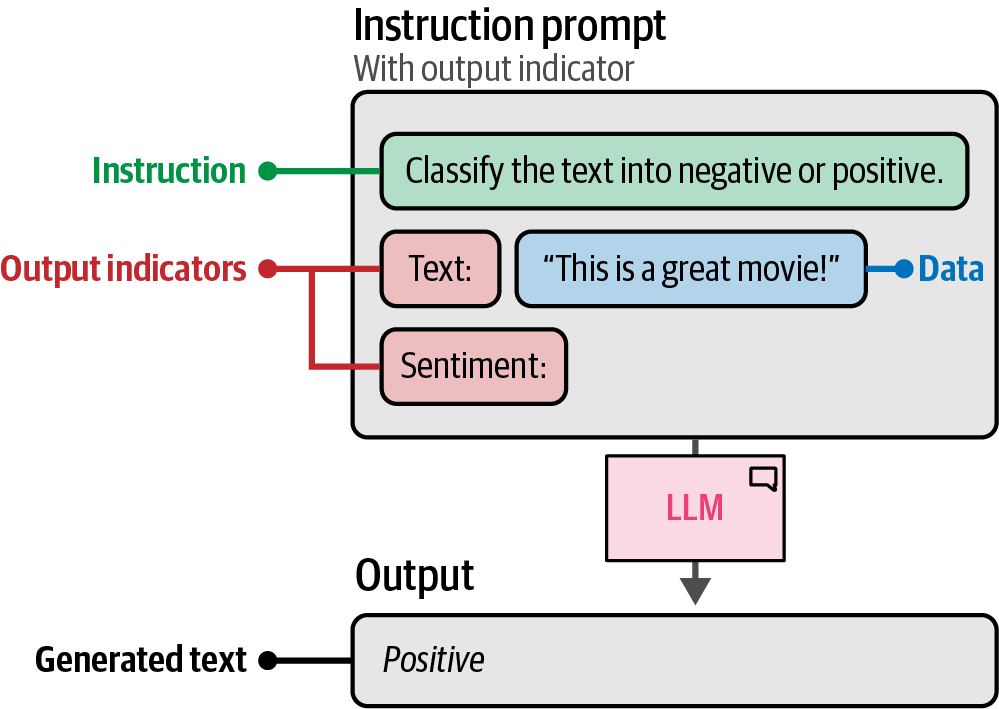 Instruction prompt
With output indicator
Instruction
Classify the text into negative or positive.
Output indicators
Text:
“This is a great movie!”
Data
Sentiment:
LLM
Output
Generated text
Positive